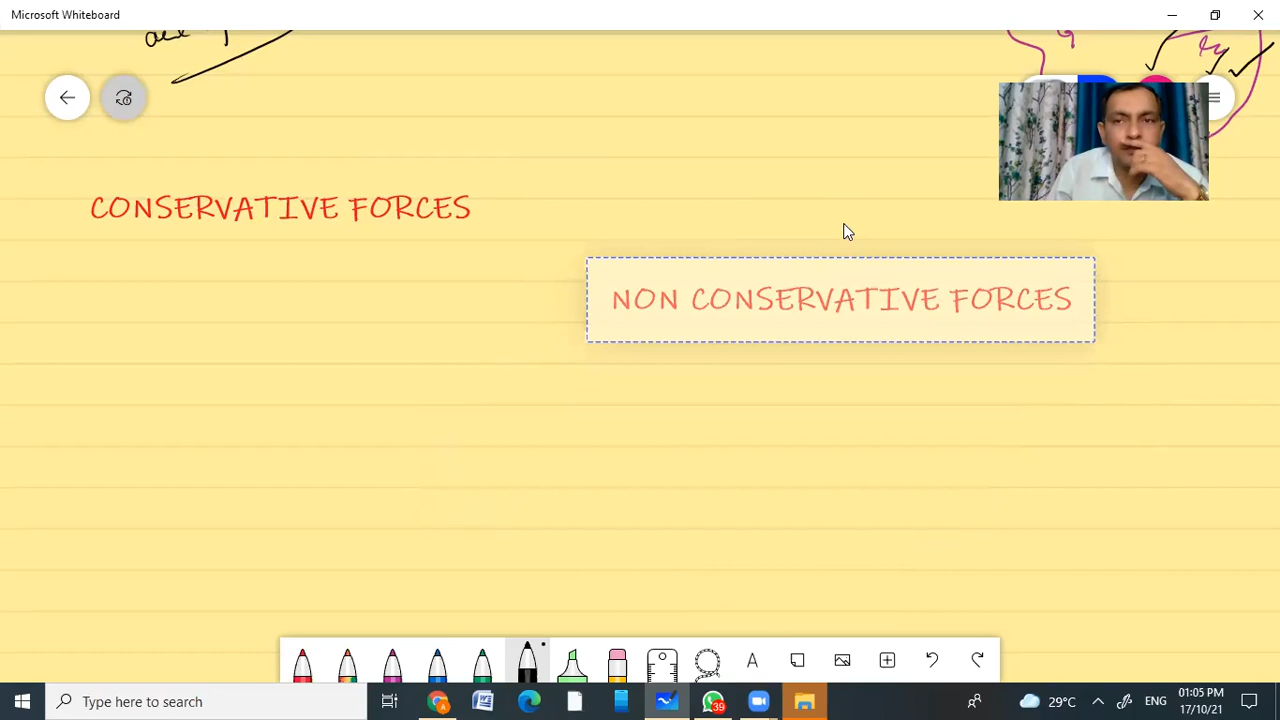 Microsoft Whiteboard
CONSERVATIVE FORCES
NON CONSERVATIVE FORCES
A
Type here to search
39
29°C
ENG
01:05 PM
17/10/21